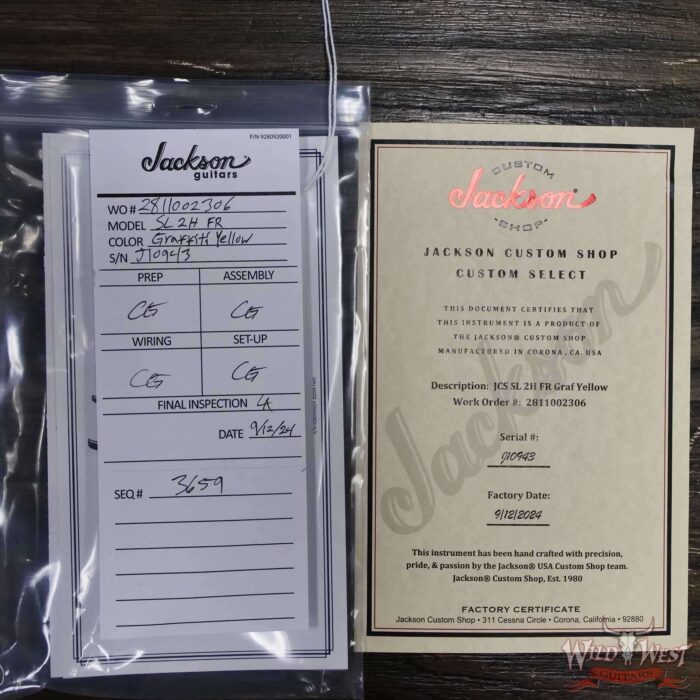 P/N 9280920001
Jackson
guitars
WO# 2811002306
MODEL SL 2H FR
COLOR Graffiti Yellow
S/N J10943
PREP ASSEMBLY
CG CG
WIRING SET-UP
CG CG
FINAL INSPECTION LA
DATE 9/12/24
SEQ# 3659
CUSTOM
Jackson®
-SHOP-
JACKSON CUSTOM SHOP
CUSTOM SELECT
THIS DOCUMENT CERTIFIES THAT
THIS INSTRUMENT IS A PRODUCT OF
THE JACKSON® CUSTOM SHOP
MANUFACTURED IN CORONA, CA. USA
Description: JCS SL 2H FR Graf Yellow
Work Order #: 2811002306
Serial #:
J10943
Factory Date:
9/12/2024
Jackson
This instrument has been hand crafted with precision,
pride, & passion by the Jackson® USA Custom Shop team.
Jackson® Custom Shop, Est. 1980
FACTORY CERTIFICATE
Jackson Custom Shop • 311 Cessna Circle • Corona, California • 92880
WILD WEST
GUITARS